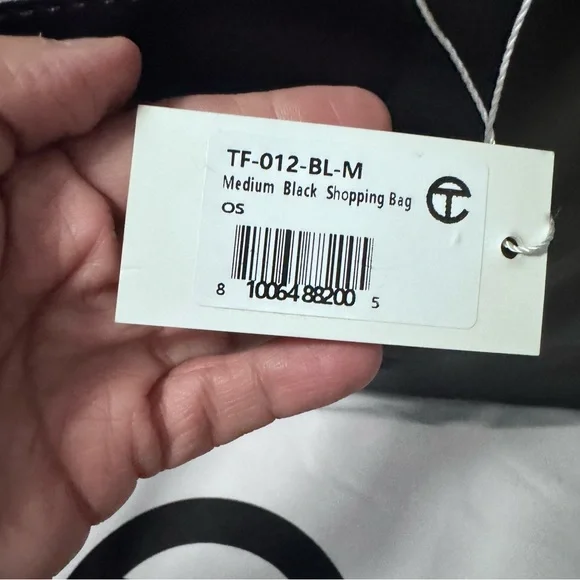 TF-012-BL-M
Medium Black Shopping Bag
OS
8 10064 88200 5